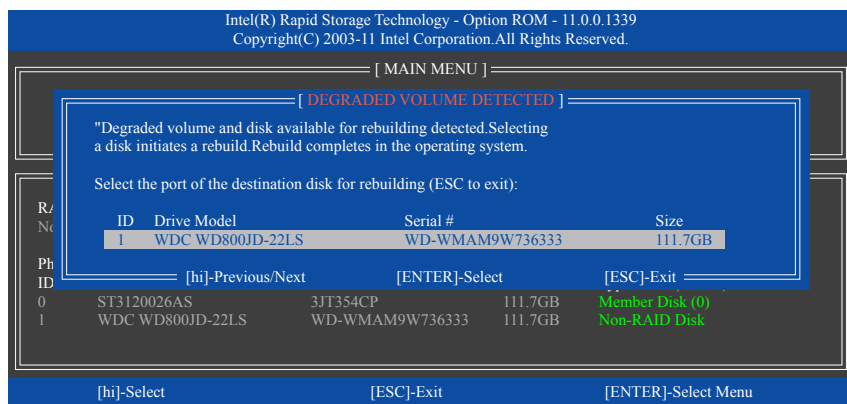 Intel(R) Rapid Storage Technology - Option ROM - 11.0.0.1339
Copyright(C) 2003-11 Intel Corporation.All Rights Reserved.
[ MAIN MENU ]
[ DEGRADED VOLUME DETECTED ]
"Degraded volume and disk available for rebuilding detected.Selecting
a disk initiates a rebuild.Rebuild completes in the operating system.
Select the port of the destination disk for rebuilding (ESC to exit):
ID Drive Model Serial # Size
1 WDC WD800JD-22LS WD-WMAM9W736333 111.7GB
[hi]-Previous/Next [ENTER]-Select [ESC]-Exit
ID
0 ST3120026AS 3JT354CP 111.7GB Member Disk (0)
1 WDC WD800JD-22LS WD-WMAM9W736333 111.7GB Non-RAID Disk
[hi]-Select [ESC]-Exit [ENTER]-Select Menu